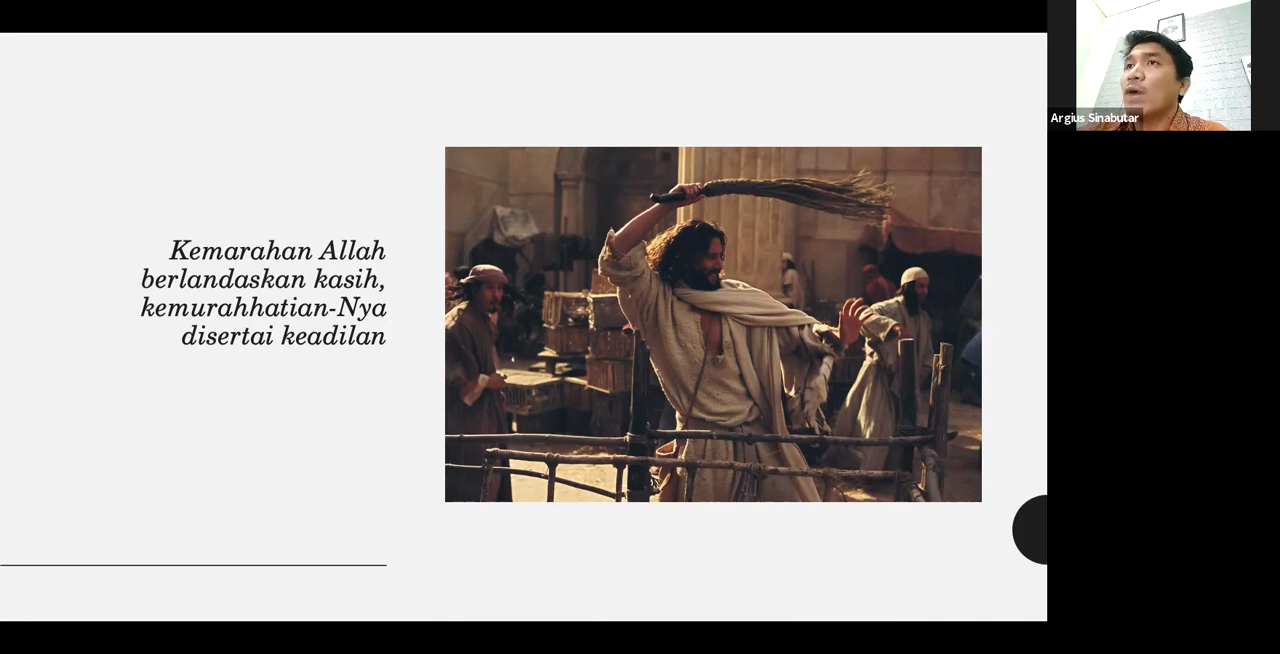 Kemarahan Allah
berlandaskan kasih,
kemurahhatian-Nya
disertai keadilan
Argius Sinabutar